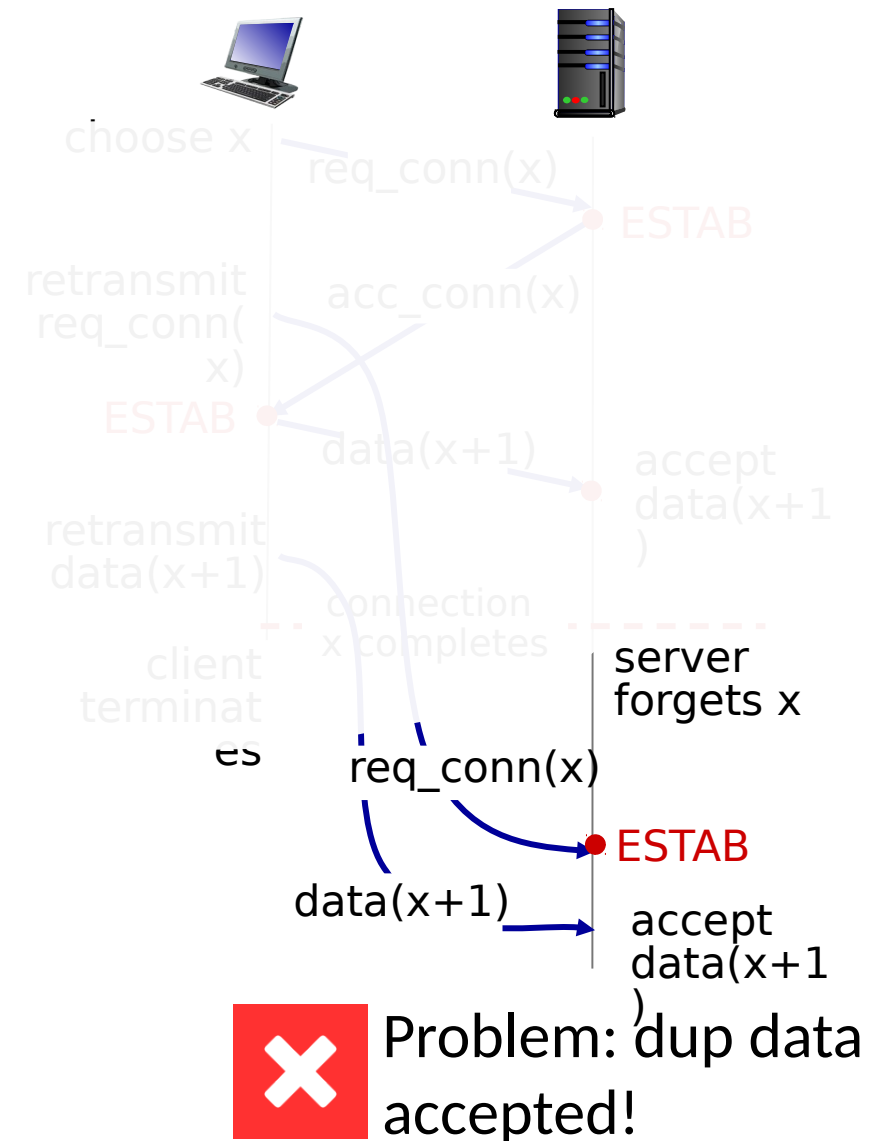 choose x
req_conn(x)
ESTAB
retransmit
req_conn(
x)
acc_conn(x)
ESTAB
data(x+1)
accept
data(x+1
)
retransmit
data(x+1)
connection
x completes
client
terminat
es
server
forgets x
req_conn(x)
ESTAB
data(x+1)
accept
data(x+1
)
Problem: dup data
accepted!